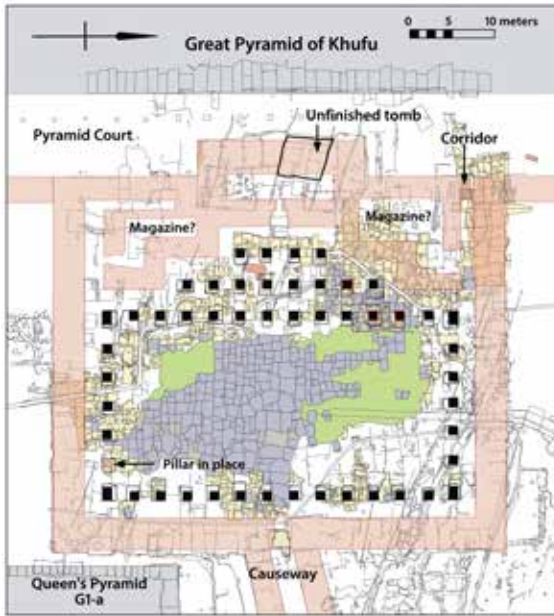 0 5 10 meters
Great Pyramid of Khufu
Unfinished tomb
Pyramid Court
Corridor
Magazine?
Magazine?
Pillar in place
Causeway
Queen's Pyramid
G1-a